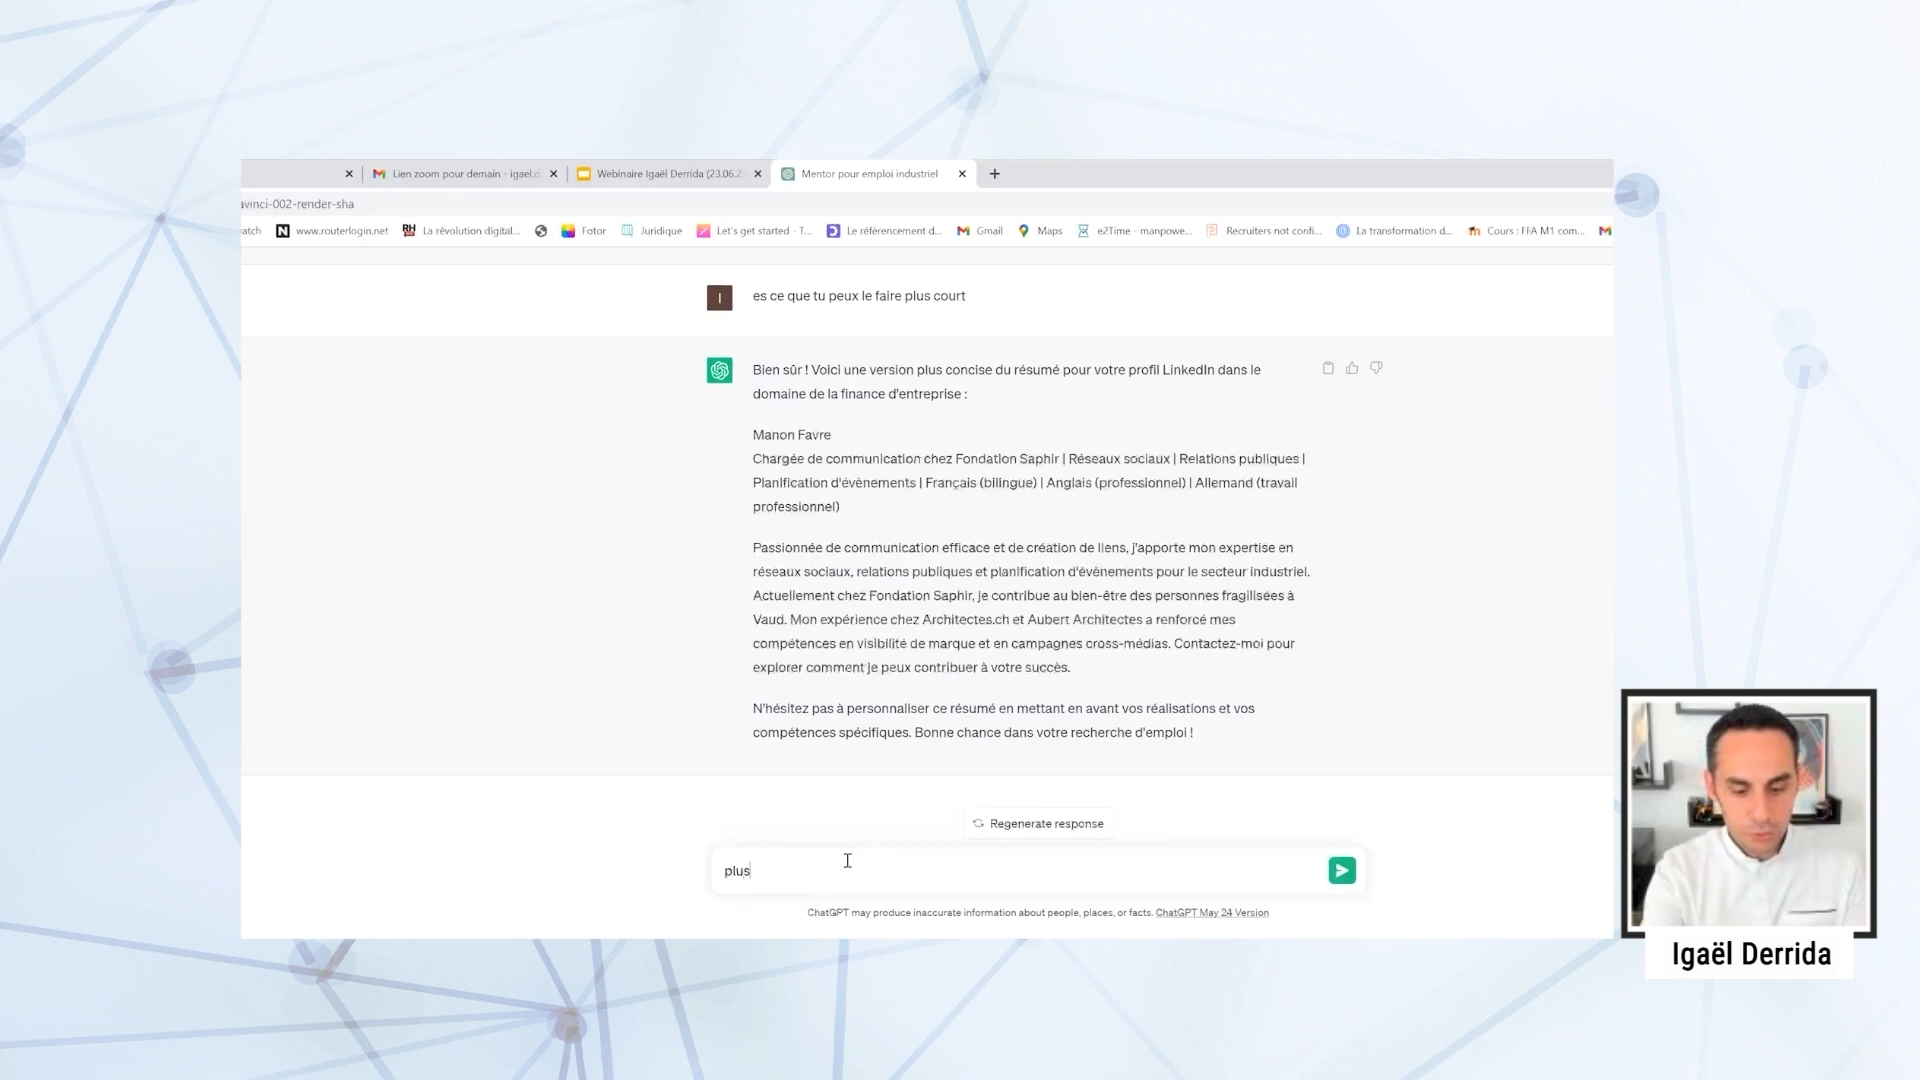 Lien zoom pour demain - igael.d
Webinaire Igaël Derrida (23.06.2
Mentor pour emploi industriel
avinci-002-render-sha
atch
www.routerlogin.net
La révolution digital...
Fotor
Juridique
Let's get started - T...
Le référencement d...
Gmail
Maps
e2Time - manpowe...
Recruiters not confi...
La transformation d...
Cours : FFA M1 com...
I
es ce que tu peux le faire plus court
Bien sûr ! Voici une version plus concise du résumé pour votre profil LinkedIn dans le
domaine de la finance d'entreprise :
Manon Favre
Chargée de communication chez Fondation Saphir | Réseaux sociaux | Relations publiques |
Planification d'évènements | Français (bilingue) | Anglais (professionnel) | Allemand (travail
professionnel)
Passionnée de communication efficace et de création de liens, j'apporte mon expertise en
réseaux sociaux, relations publiques et planification d'évènements pour le secteur industriel.
Actuellement chez Fondation Saphir, je contribue au bien-être des personnes fragilisées à
Vaud. Mon expérience chez Architectes.ch et Aubert Architectes a renforcé mes
compétences en visibilité de marque et en campagnes cross-médias. Contactez-moi pour
explorer comment je peux contribuer à votre succès.
N'hésitez pas à personnaliser ce résumé en mettant en avant vos réalisations et vos
compétences spécifiques. Bonne chance dans votre recherche d'emploi !
Regenerate response
plus
ChatGPT may produce inaccurate information about people, places, or facts. ChatGPT May 24 Version
Igaël Derrida